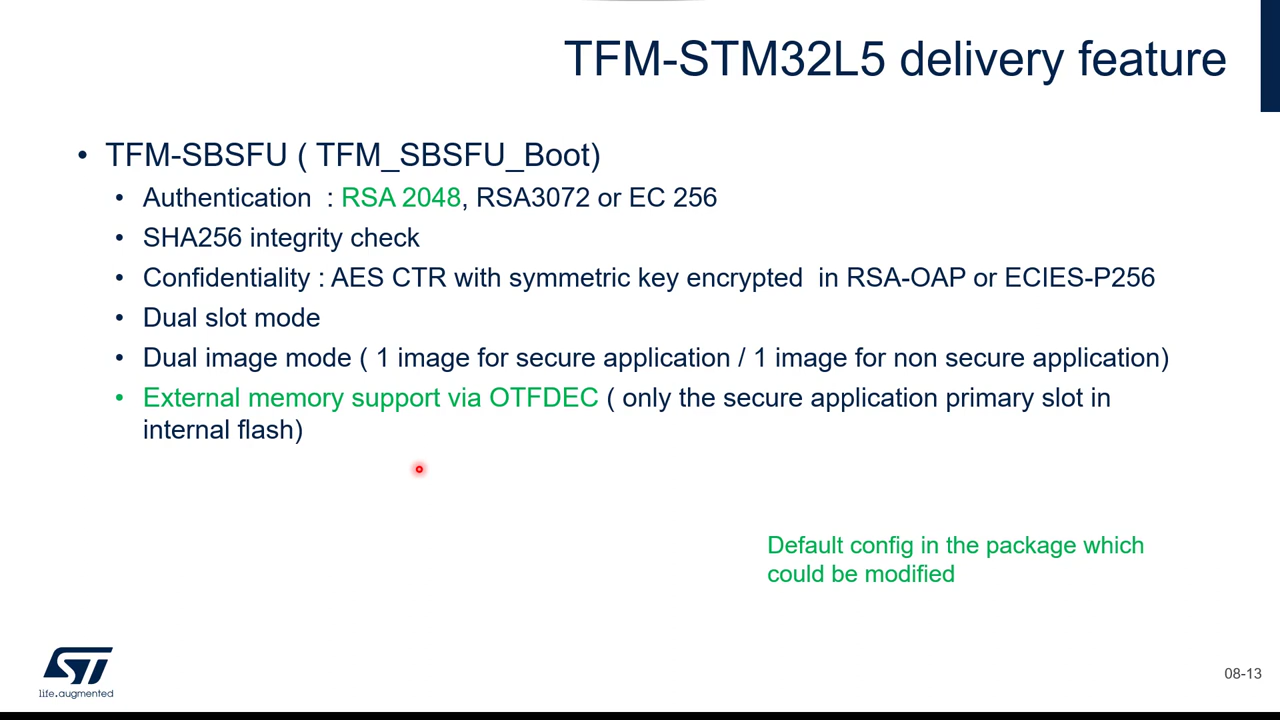 TFM-STM32L5 delivery feature
• TFM-SBSFU ( TFM_SBSFU_Boot)
• Authentication : RSA 2048, RSA3072 or EC 256
• SHA256 integrity check
• Confidentiality : AES CTR with symmetric key encrypted in RSA-OAP or ECIES-P256
• Dual slot mode
• Dual image mode ( 1 image for secure application / 1 image for non secure application)
• External memory support via OTFDEC ( only the secure application primary slot in
internal flash)
Default config in the package which
could be modified
ST
life.augmented
08-13